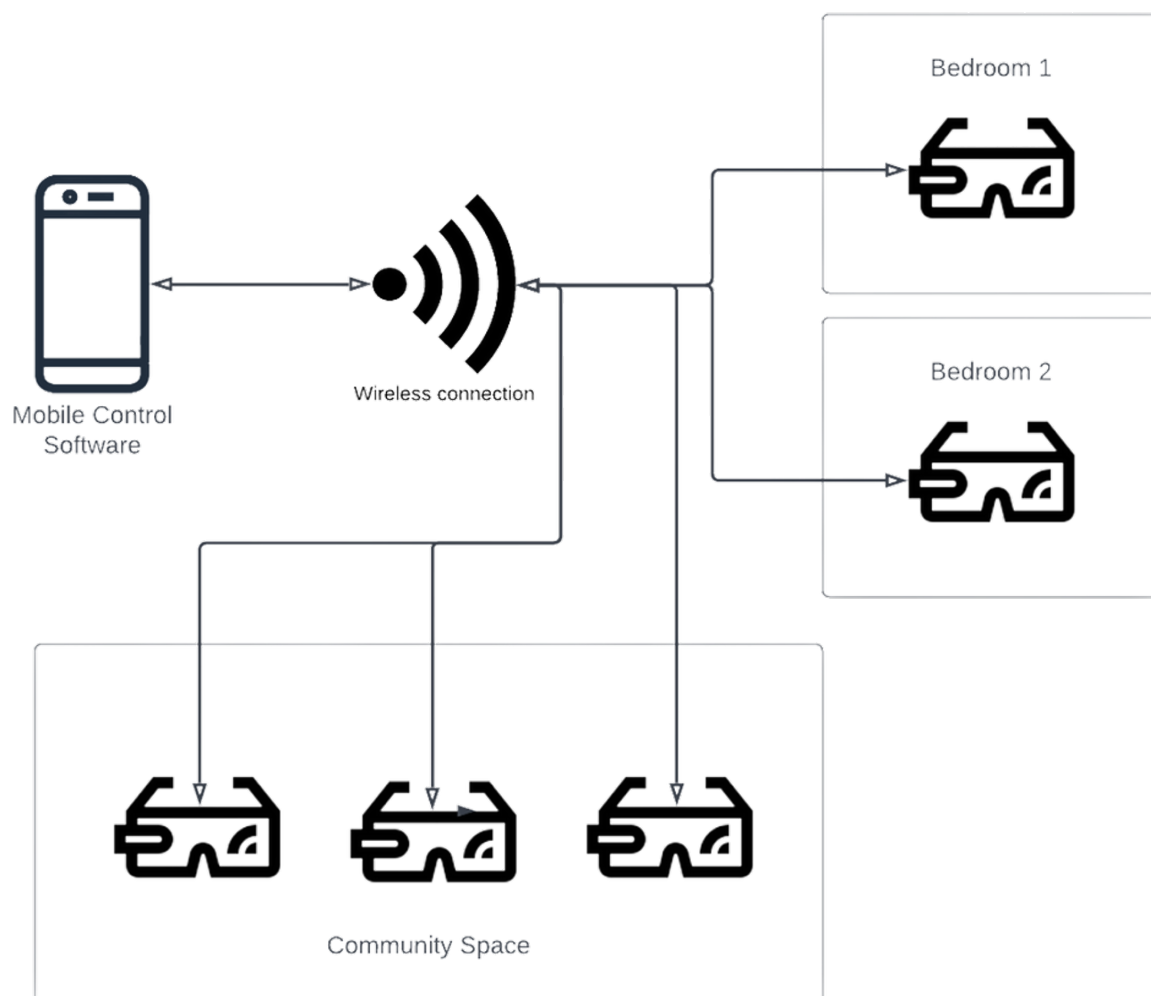 Bedroom 1
Wireless connection
Bedroom 2
Mobile Control
Software
Community Space